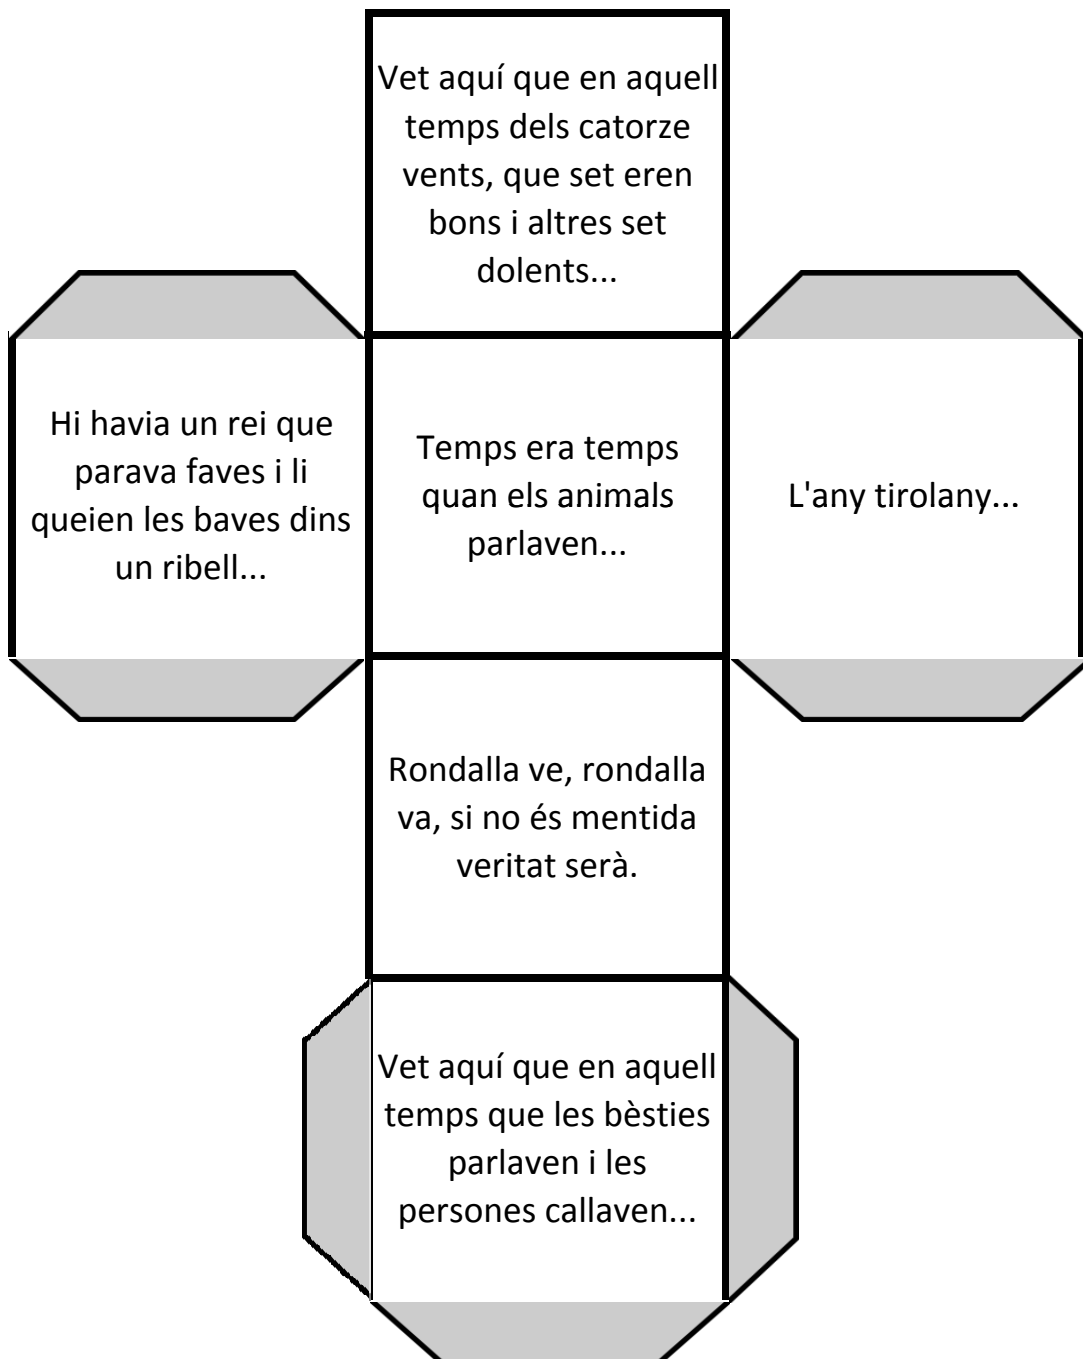 Vet aquí que en aquell
temps dels catorze
vents, que set eren
bons i altres set
dolents...
Hi havia un rei que
parava faves i li
queien les baves dins
un ribell...
Temps era temps
quan els animals
parlaven...
L'any tirolany...
Rondalla ve, rondalla
va, si no és mentida
veritat serà.
Vet aquí que en aquell
temps que les bèsties
parlaven i les
persones callaven...